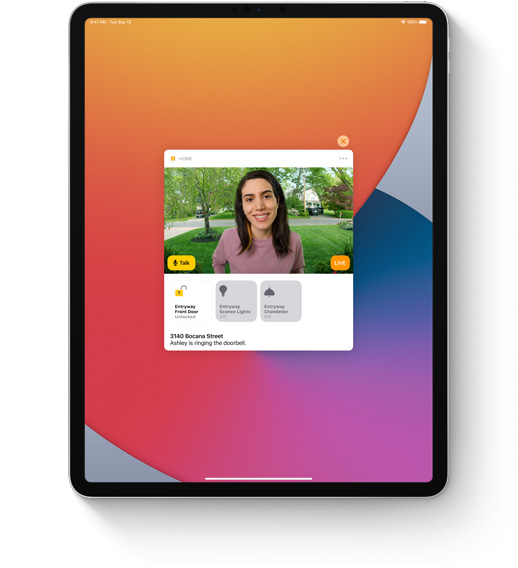 9:41 AM Tue Sep 15
100%
HOME
Talk
LIVE
Entryway
Front Door
Unlocked
Entryway
Sconce Lights
Off
Entryway
Chandelier
Off
3140 Bocana Street
Ashley is ringing the doorbell.